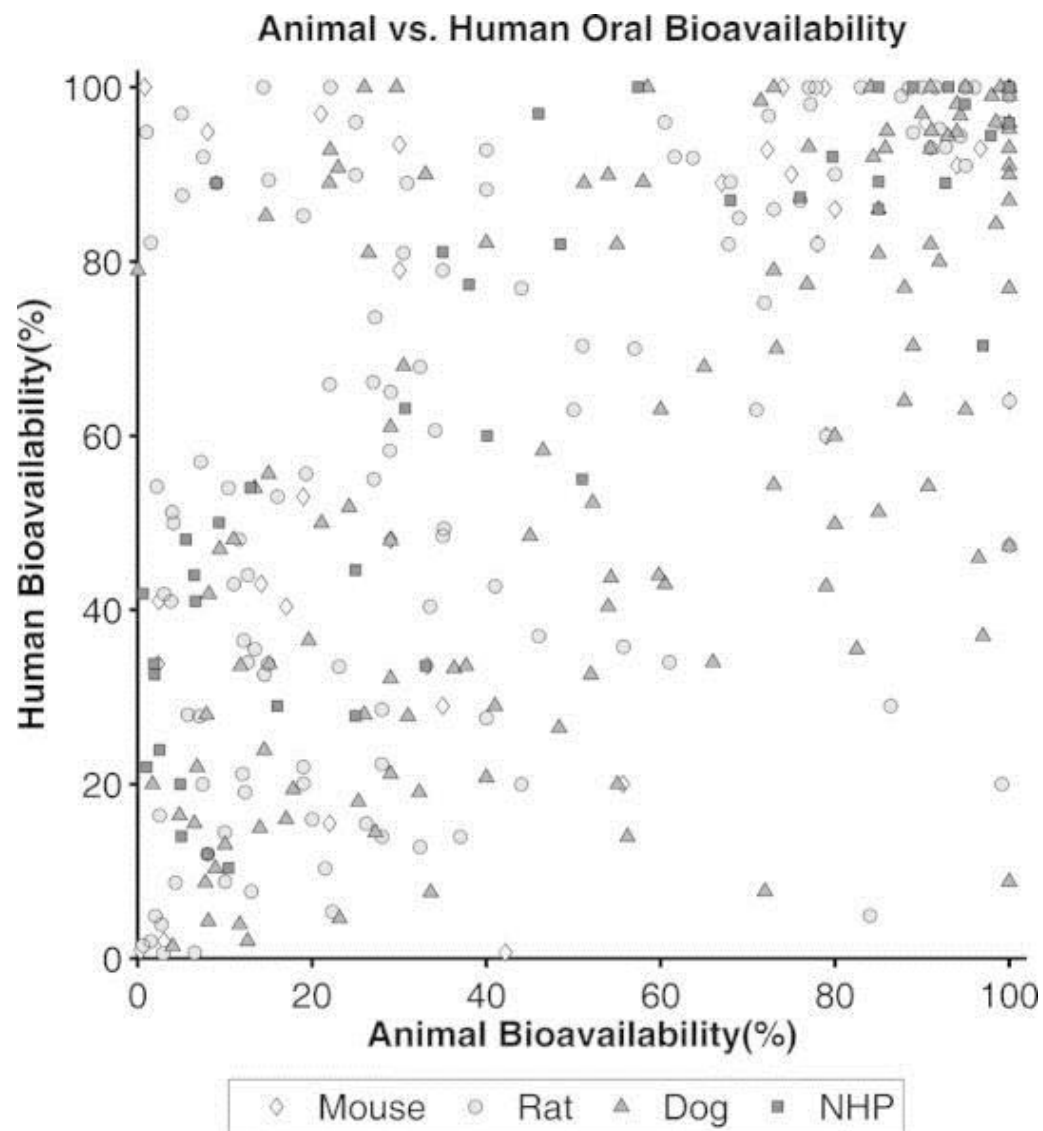 Animal vs. Human Oral Bioavailability
100
80
60
40
20
0
Human Bioavailability(%)
0 20 40 60 80 100
Animal Bioavailability(%)
Mouse Rat Dog NHP